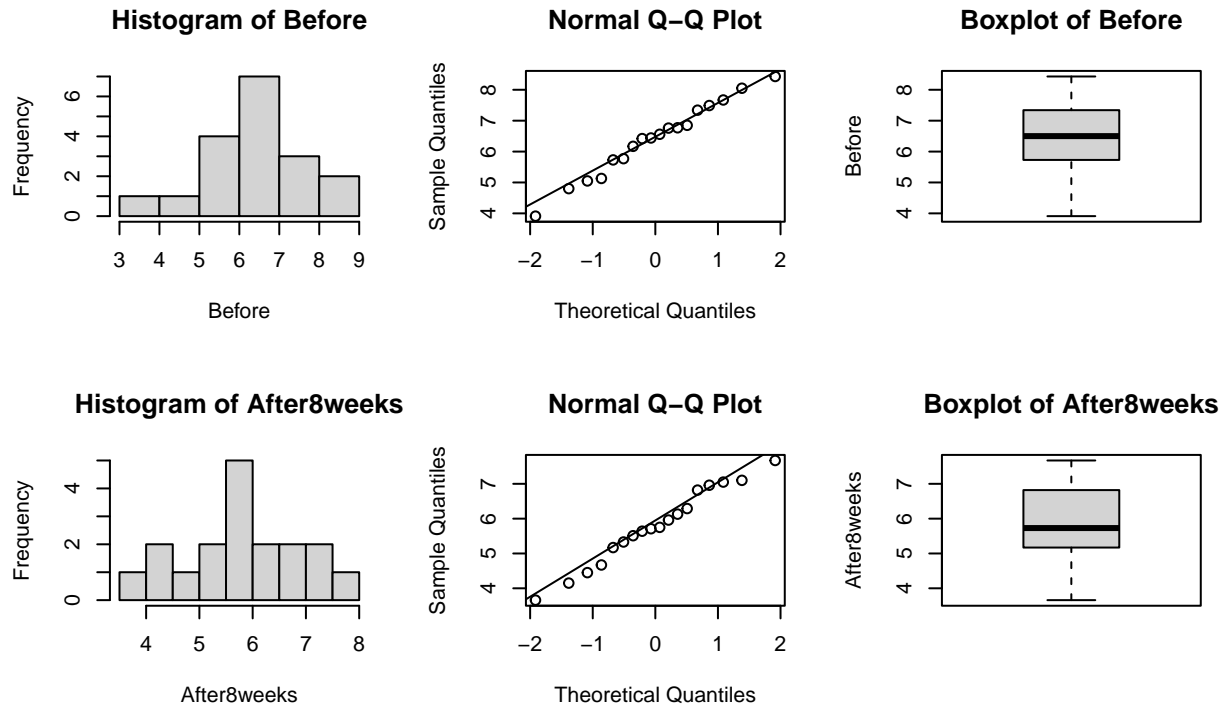 Histogram of Before
Frequency
0 2 4 6
3 4 5 6 7 8 9
Before
Normal Q−Q Plot
Sample Quantiles
4 5 6 7 8
−2 −1 0 1 2
Theoretical Quantiles
Boxplot of Before
Before
4 5 6 7 8
Histogram of After8weeks
Frequency
0 2 4
4 5 6 7 8
After8weeks
Normal Q−Q Plot
Sample Quantiles
4 5 6 7
−2 −1 0 1 2
Theoretical Quantiles
Boxplot of After8weeks
After8weeks
4 5 6 7